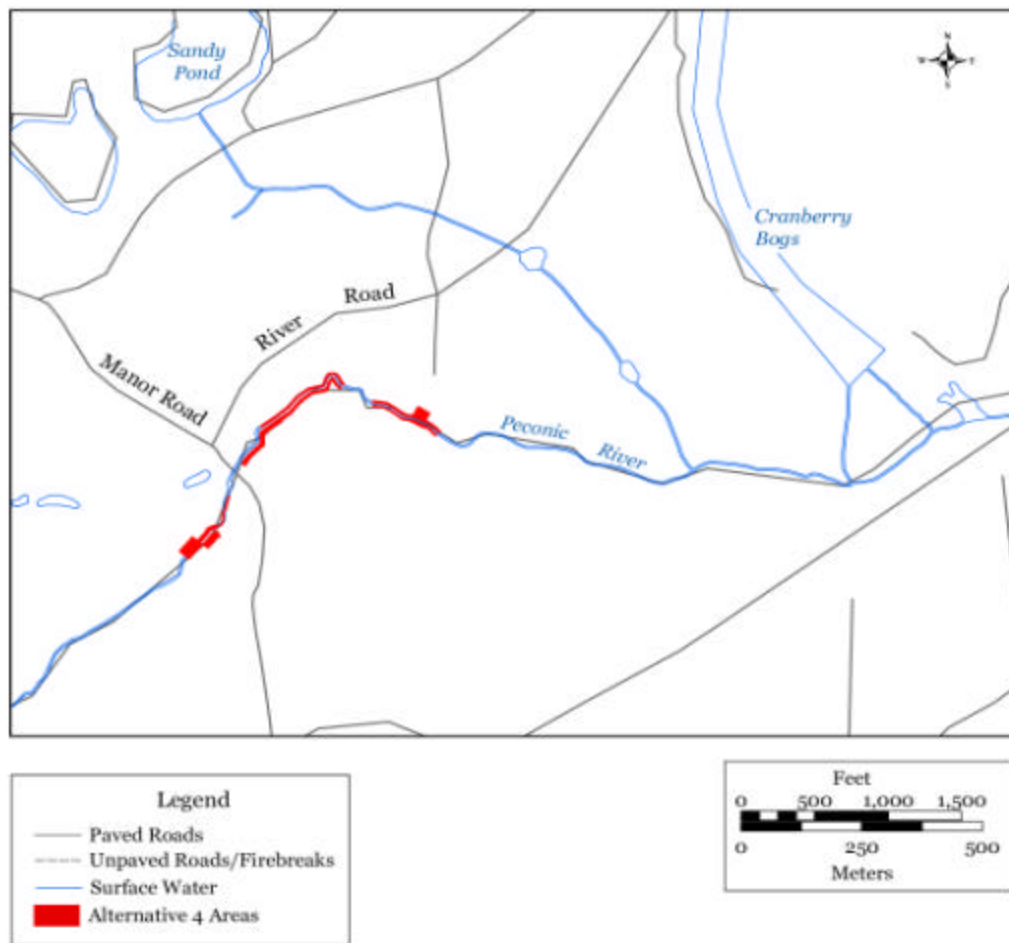 Sandy
Pond
N
W
E
S
Cranberry
Bogs
River Road
Manor Road
Peconic River
Legend
Paved Roads
Unpaved Roads/Firebreaks
Surface Water
Alternative 4 Areas
Feet
0 500 1,000 1,500
0 250 500
Meters